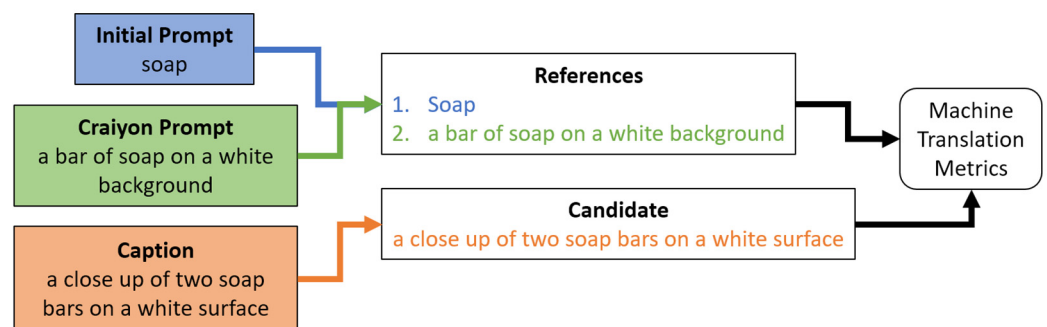 Initial Prompt
soap
Craiyon Prompt
a bar of soap on a white
background
Caption
a close up of two soap
bars on a white surface
References
1. Soap
2. a bar of soap on a white background
Candidate
a close up of two soap bars on a white surface
Machine
Translation
Metrics